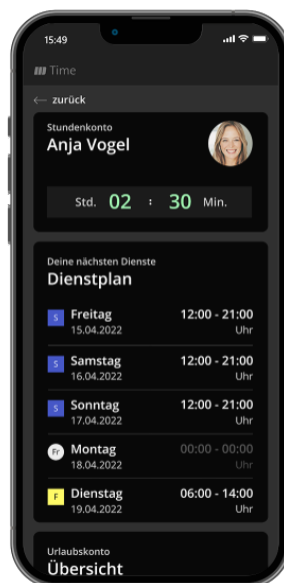 15:49
Time
← zurück
Stundenkonto
Anja Vogel
Std. 02 : 30 Min.
Deine nächsten Dienste
Dienstplan
S Freitag 12:00 - 21:00
15.04.2022 Uhr
S Samstag 12:00 - 21:00
16.04.2022 Uhr
S Sonntag 12:00 - 21:00
17.04.2022 Uhr
Fr Montag 00:00 - 00:00
18.04.2022 Uhr
F Dienstag 06:00 - 14:00
19.04.2022 Uhr
Urlaubskonto
Übersicht